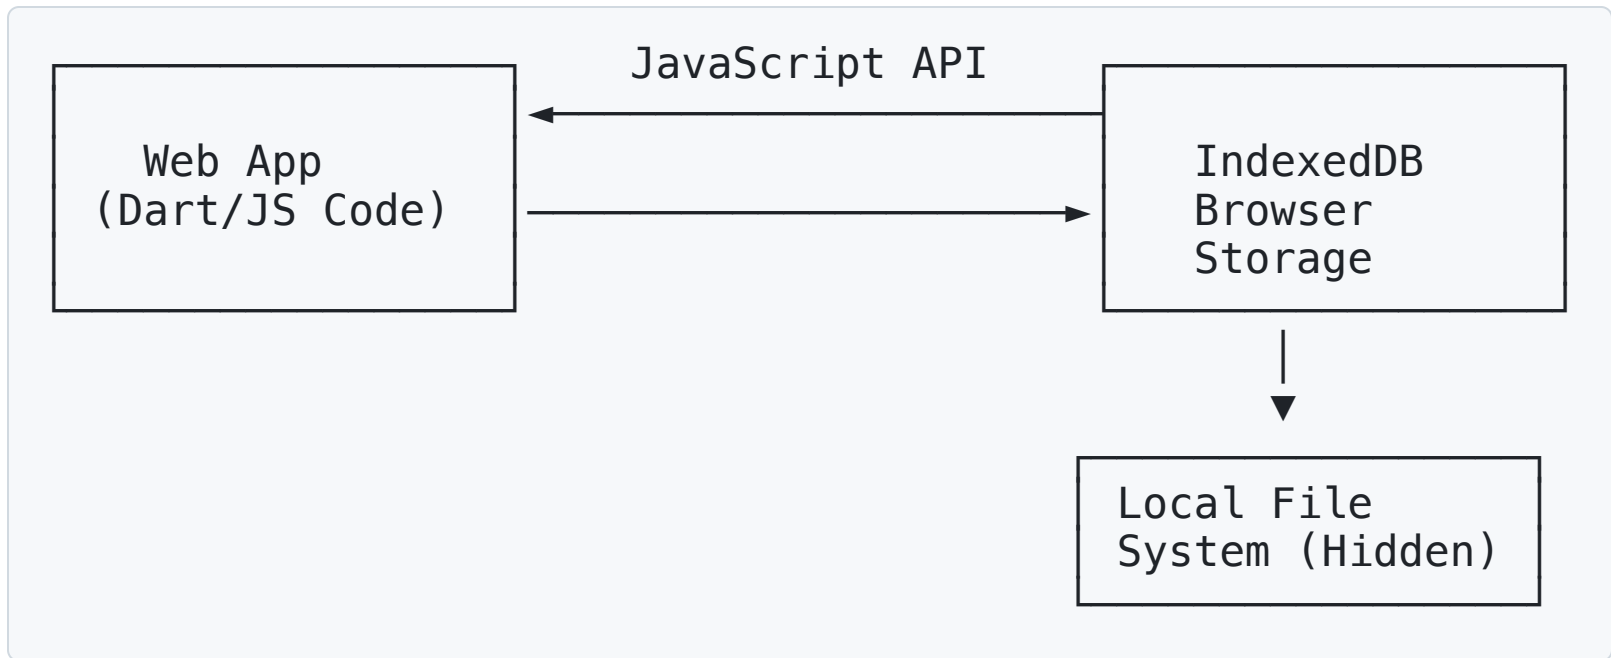 JavaScript API
Web App
(Dart/JS Code)
IndexedDB
Browser
Storage
Local File
System (Hidden)